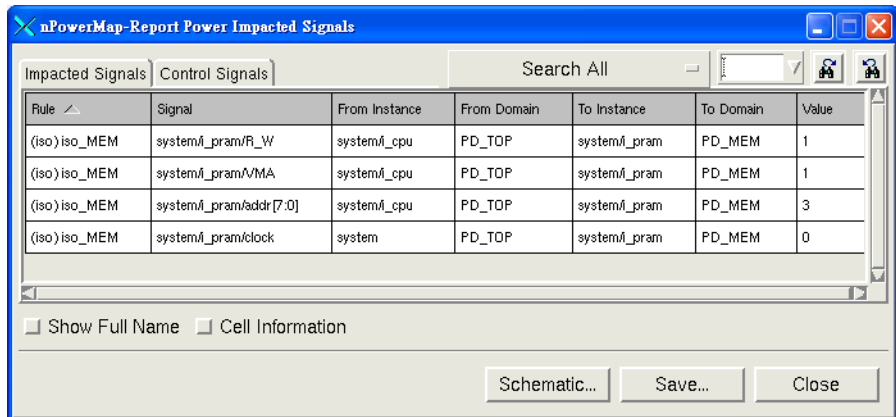 nPowerMap-Report Power Impacted Signals
Impacted Signals Control Signals Search All
Rule Signal From Instance From Domain To Instance To Domain Value
(iso)iso_MEM system/i_pram/R_W system/i_cpu PD_TOP system/i_pram PD_MEM 1
(iso)iso_MEM system/i_pram/VMA system/i_cpu PD_TOP system/i_pram PD_MEM 1
(iso)iso_MEM system/i_pram/addr[7:0] system/i_cpu PD_TOP system/i_pram PD_MEM 3
(iso)iso_MEM system/i_pram/clock system PD_TOP system/i_pram PD_MEM 0
Show Full Name Cell Information
Schematic... Save... Close